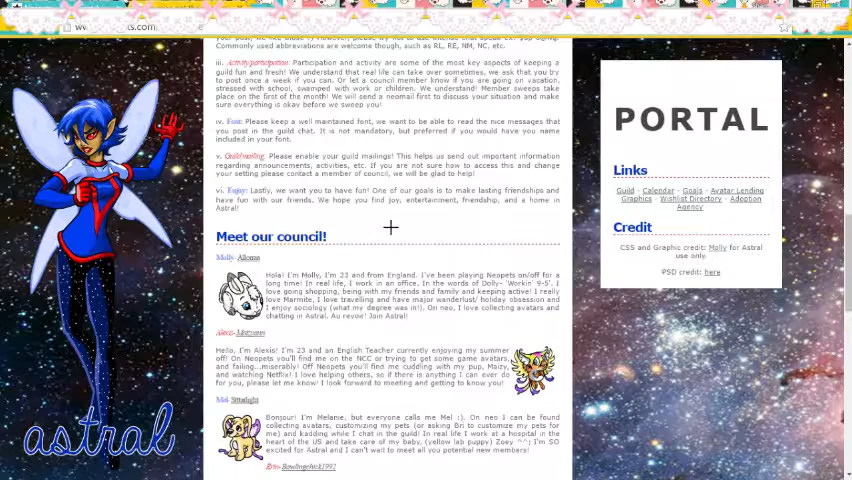 Commonly used abbreviations are welcome though, such as RL, RE, NM, NC, etc.
iii. Activity/participation: Participation and activity are some of the most key aspects of keeping a
guild fun and fresh! We understand that real life can take over sometimes, we ask that you try
to post once a week if you can. Or let a council member know if you are going on vacation,
stressed with school, swamped with work or children. We understand! Member sweeps take
place on the first of the month! We will send a neomail first to discuss your situation and make
sure everything is okay before we sweep you!
iv. Font: Please keep a well maintained font, we want to be able to read the nice messages that
you post in the guild chat. It is not mandatory, but preferred if you would have you name
included in your font.
v. Guild mailing: Please enable your guild mailings! This helps us send out important information
regarding announcements, activities, etc. If you are not sure how to access this and change
your setting please contact a member of council, we will be glad to help!
vi. Enjoy: Lastly, we want you to have fun! One of our goals is to make lasting friendships and
have fun with our friends. We hope you find joy, entertainment, friendship, and a home in
Astral!
Meet our council!
Molly-
Hola! I'm Molly, I'm 23 and from England. I've been playing Neopets on/off for a
long time! In real life, I work in an office. In the words of Dolly- 'Workin' 9-5'. I
love going shopping, being with my friends and family and keeping active! I really
love Marmite, I love travelling and have major wanderlust/ holiday obsession and
I enjoy sociology (what my degree was in!). On neo, I love collecting avatars and
chatting in Astral. Au revoir! Join Astral!
Alexis-
Hello, I'm Alexis! I'm 23 and an English Teacher currently enjoying my summer
off! On Neopets you'll find me on the NCC or trying to get some game avatars,
and failing...miserably! Off Neopets you'll find me cuddling with my pup, Maizy,
and watching Netflix! I love helping others, so if there is anything I can ever do
for you, please let me know! I look forward to meeting and getting to know you!
Mel-
Bonjour! I'm Melanie, but everyone calls me Mel :). On neo I can be found
collecting avatars, customizing my pets (or asking Bri to customize my pets for
me) and kadding while I chat in the guild! In real life I work at a hospital in the
heart of the US and take care of my baby, (yellow lab puppy) Zoey ^^; I'm SO
excited for Astral and I can't wait to meet all you potential new members!
Erin- Bowlingchick1992
astral
PORTAL
Links
Guild - Calendar - Goals - Avatar Lending
Graphics - Wishlist Directory - Adoption
Agency
Credit
CSS and Graphic credit: Molly for Astral
use only
PSD credit: here